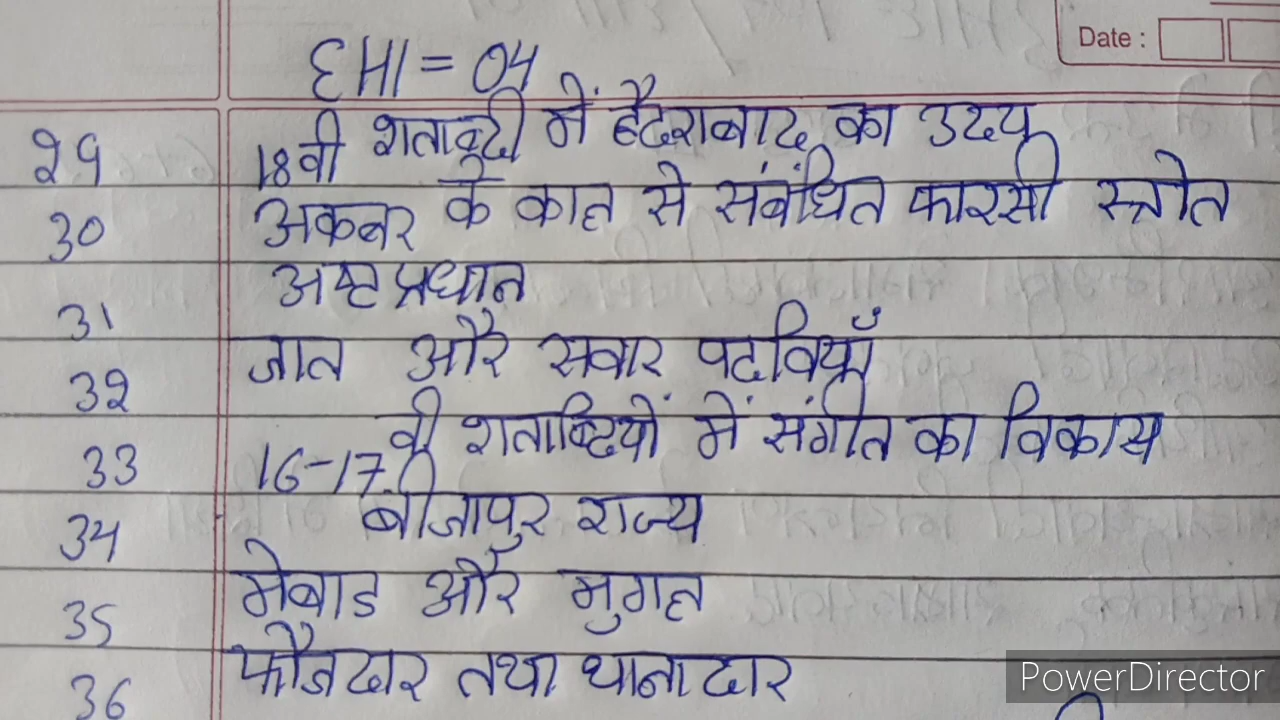 Date :
EHI = 04
29 18वी शताब्दी में हैदराबाद का उदय
30 अकबर के काल से संबंधित फारसी स्त्रोत
31 अष्ट प्रधान
32 जात और सवार पदवियाँ
33 16-17वी शताब्दियों में संगीत का विकाय
34 बीजापुर राज्य
35 मेबाड और मुगल
36 फौजदार तथा थानादार
PowerDirector